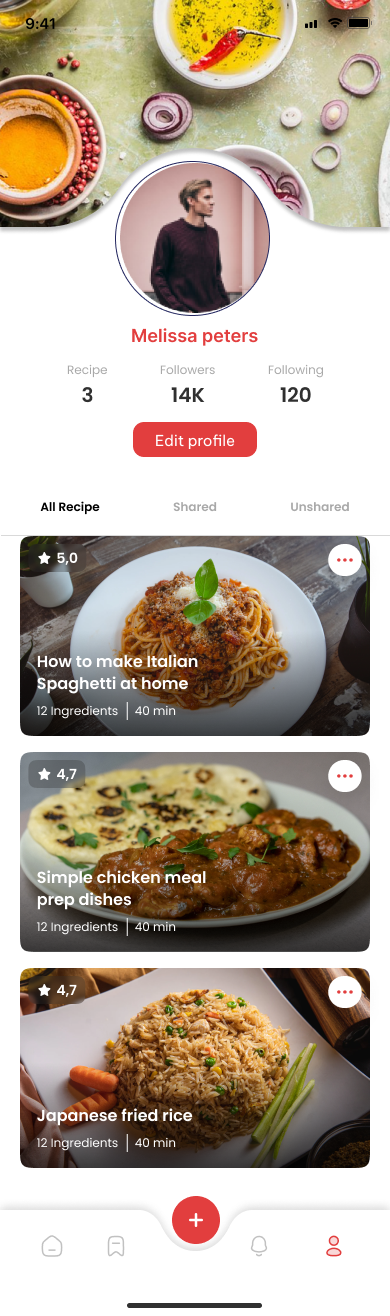 9:41
Melissa peters
Recipe Followers Following
3 14K 120
Edit profile
All Recipe Shared Unshared
5,0
How to make Italian
Spaghetti at home
12 Ingredients 40 min
4,7
Simple chicken meal
prep dishes
12 Ingredients 40 min
4,7
Japanese fried rice
12 Ingredients 40 min